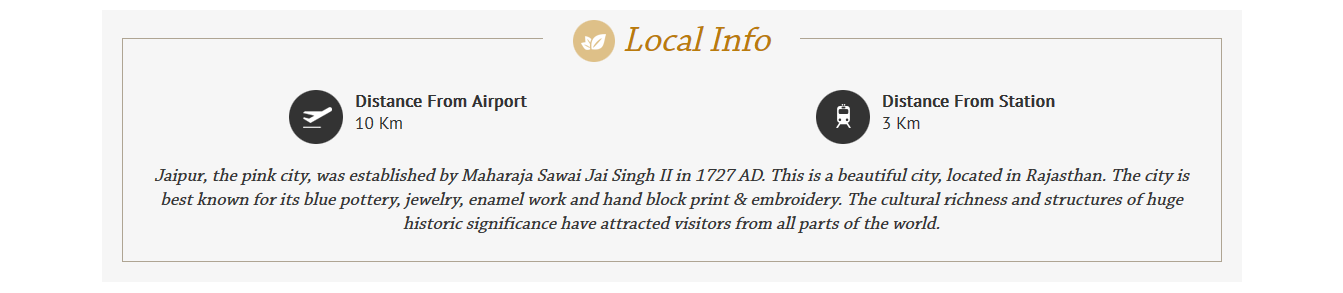 Local Info
Distance From Airport
10 Km
Distance From Station
3 Km
Jaipur, the pink city, was established by Maharaja Sawai Jai Singh II in 1727 AD. This is a beautiful city, located in Rajasthan. The city is
best known for its blue pottery, jewelry, enamel work and hand block print & embroidery. The cultural richness and structures of huge
historic significance have attracted visitors from all parts of the world.